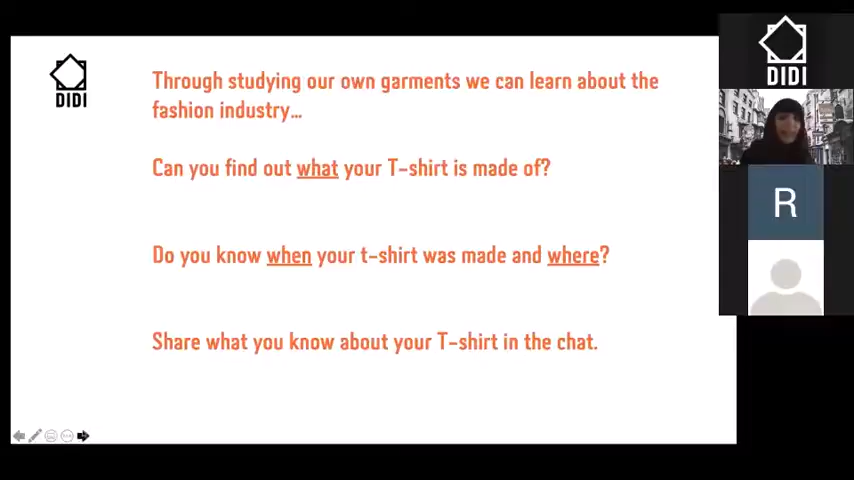 DIDI
Through studying our own garments we can learn about the
fashion industry...
Can you find out what your T-shirt is made of?
Do you know when your t-shirt was made and where?
Share what you know about your T-shirt in the chat.
DIDI
R